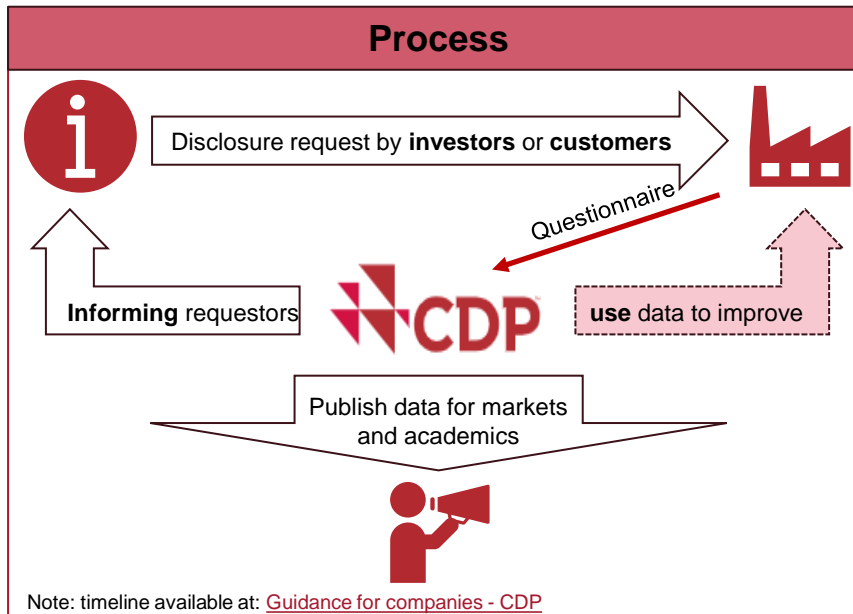 Process
Disclosure request by investors or customers
Questionnaire
Informing requestors
CDP
use data to improve
Publish data for markets
and academics
Note: timeline available at: Guidance for companies - CDP